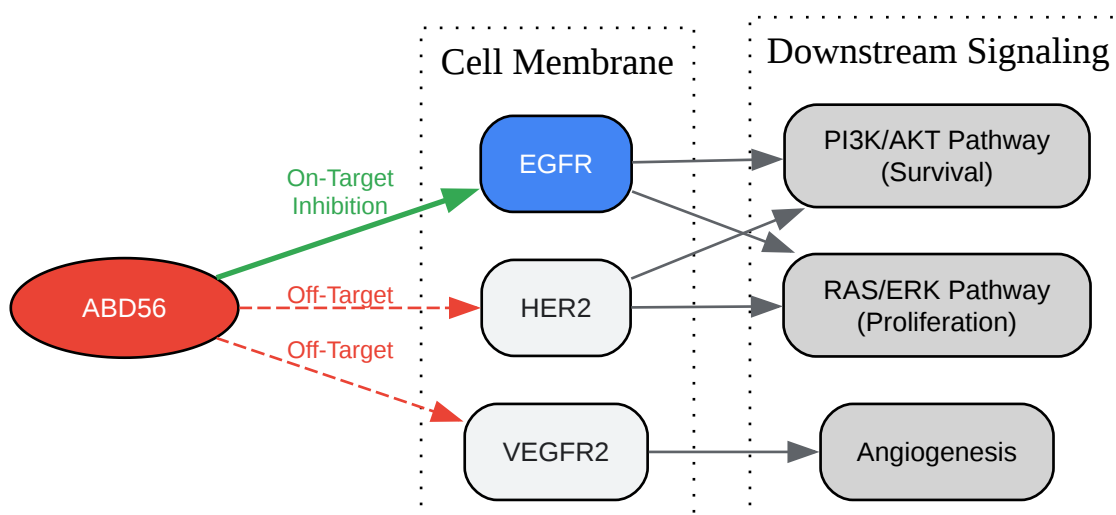 Cell Membrane
Downstream Signaling
On-Target
Inhibition
EGFR
PI3K/AKT Pathway
(Survival)
ABD56
Off-Target
HER2
RAS/ERK Pathway
(Proliferation)
Off-Target
VEGFR2
Angiogenesis